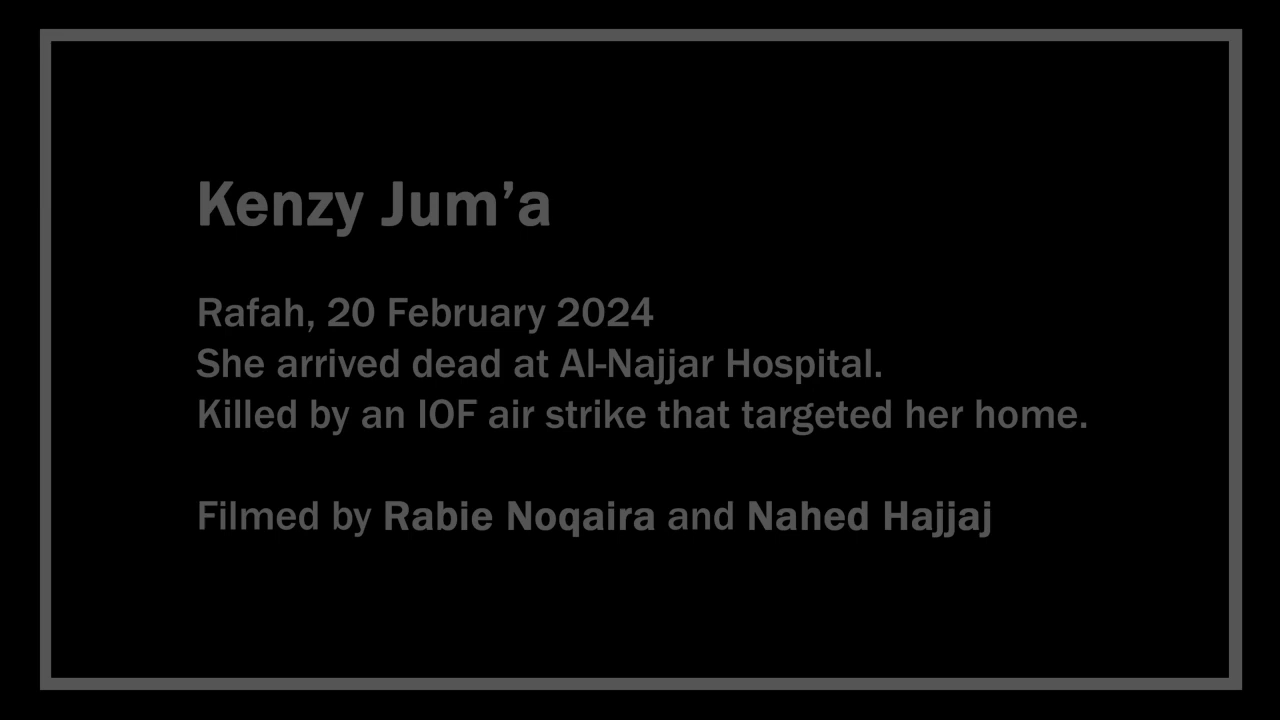 Kenzy Jum’a
Rafah, 20 February 2024
She arrived dead at Al-Najjar Hospital.
Killed by an IOF air strike that targeted her home.
Filmed by Rabie Noqaira and Nahed Hajjaj